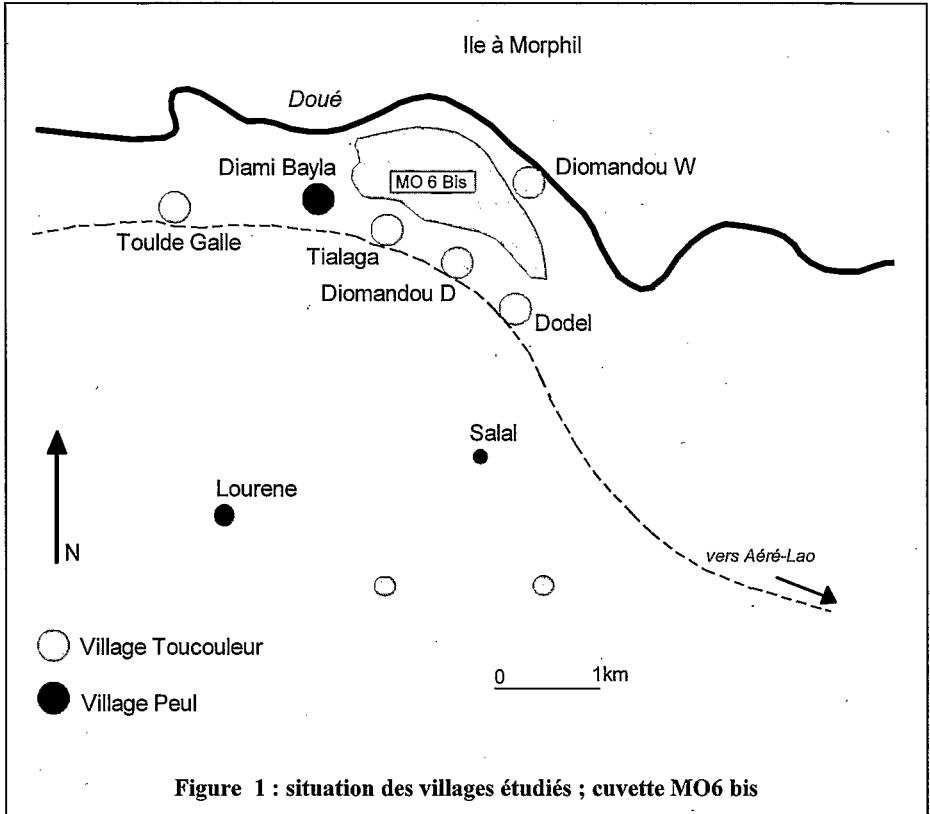 Ile à Morphil
Doué
Diami Bayla
MO 6 Bis
Diomandou W
Toulde Galle
Tialaga
Diomandou D
Dodel
Salal
Lourene
N
vers Aéré-Lao
Village Toucouleur
0 1km
Village Peul
Figure 1 : situation des villages étudiés ; cuvette MO6 bis